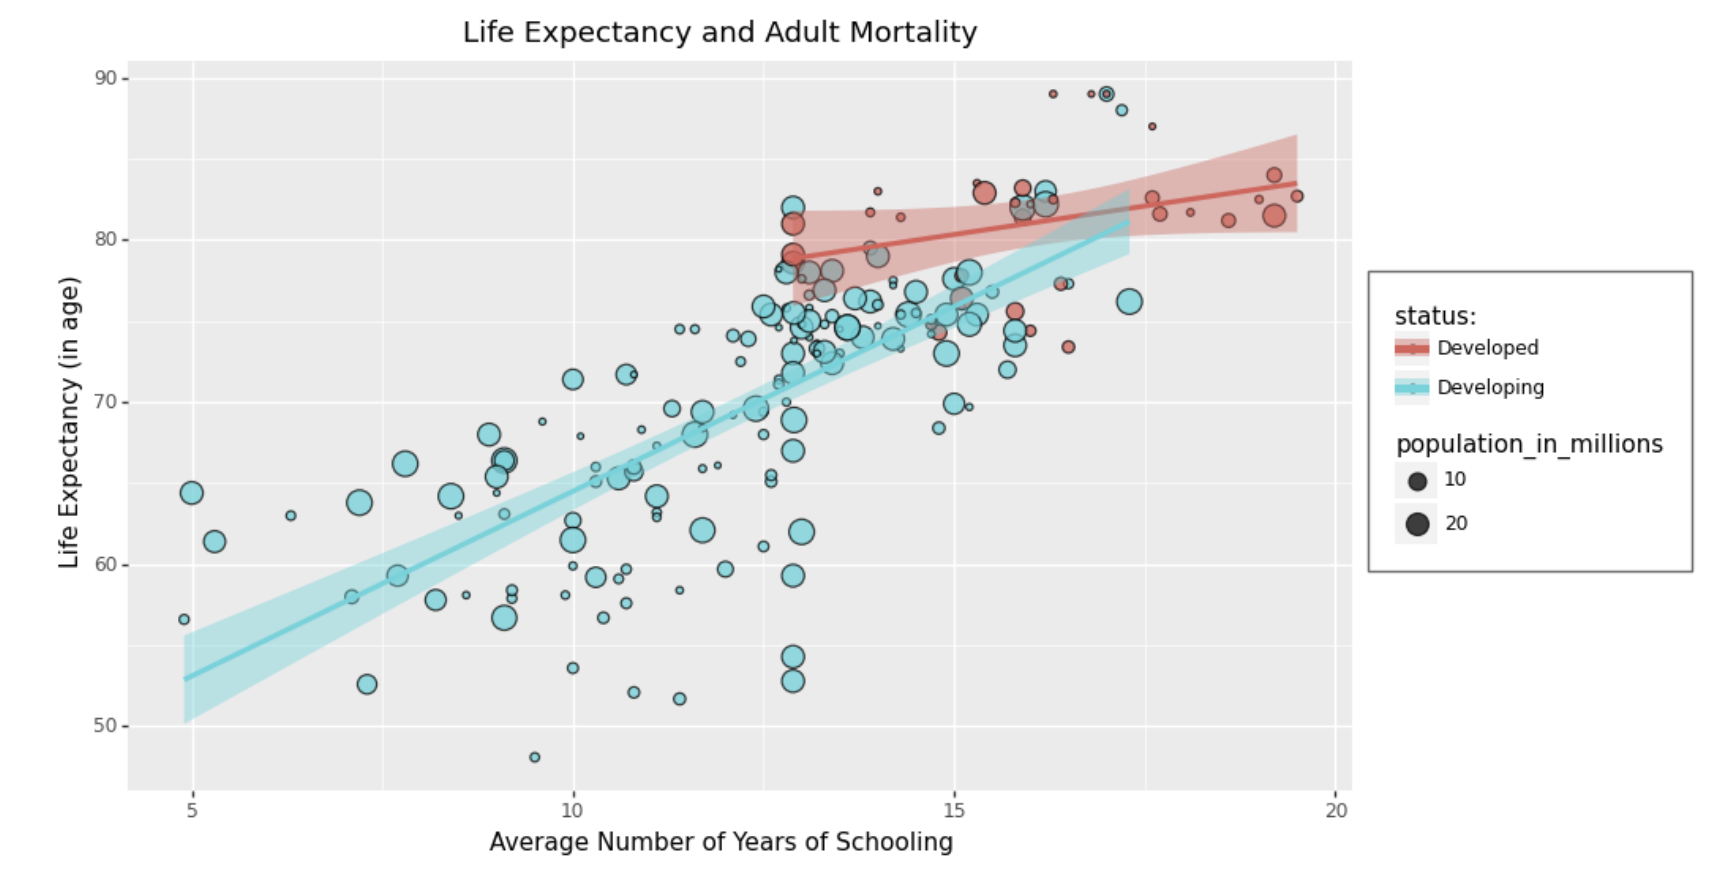 Life Expectancy and Adult Mortality
90
80
70
60
50
Life Expectancy (in age)
5
10
15
20
Average Number of Years of Schooling
status:
Developed
Developing
population_in_millions
10
20